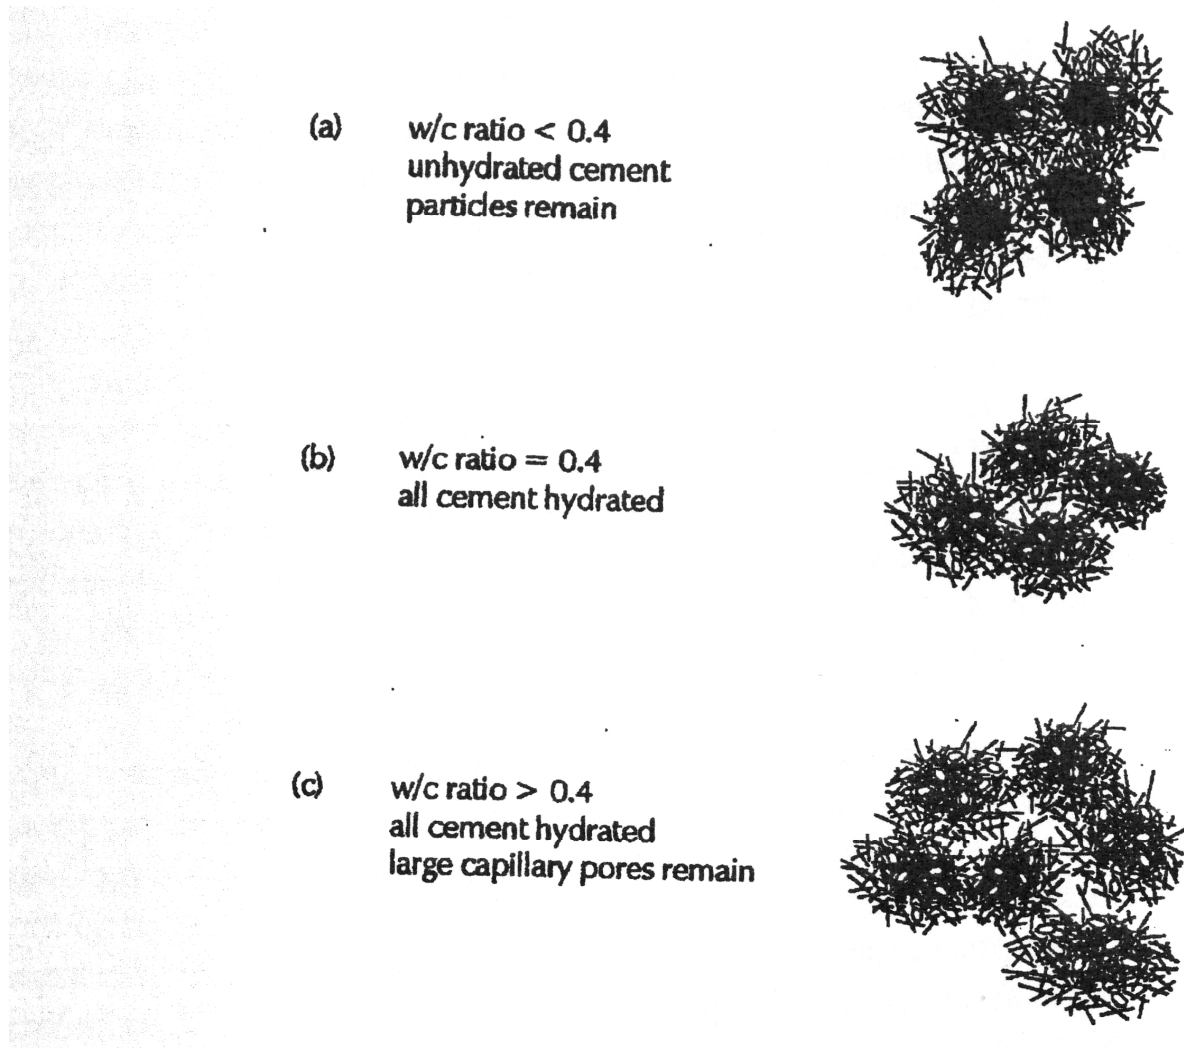 (a) w/c ratio < 0.4
unhydrated cement
particles remain
(b) w/c ratio = 0.4
all cement hydrated
(c) w/c ratio > 0.4
all cement hydrated
large capillary pores remain